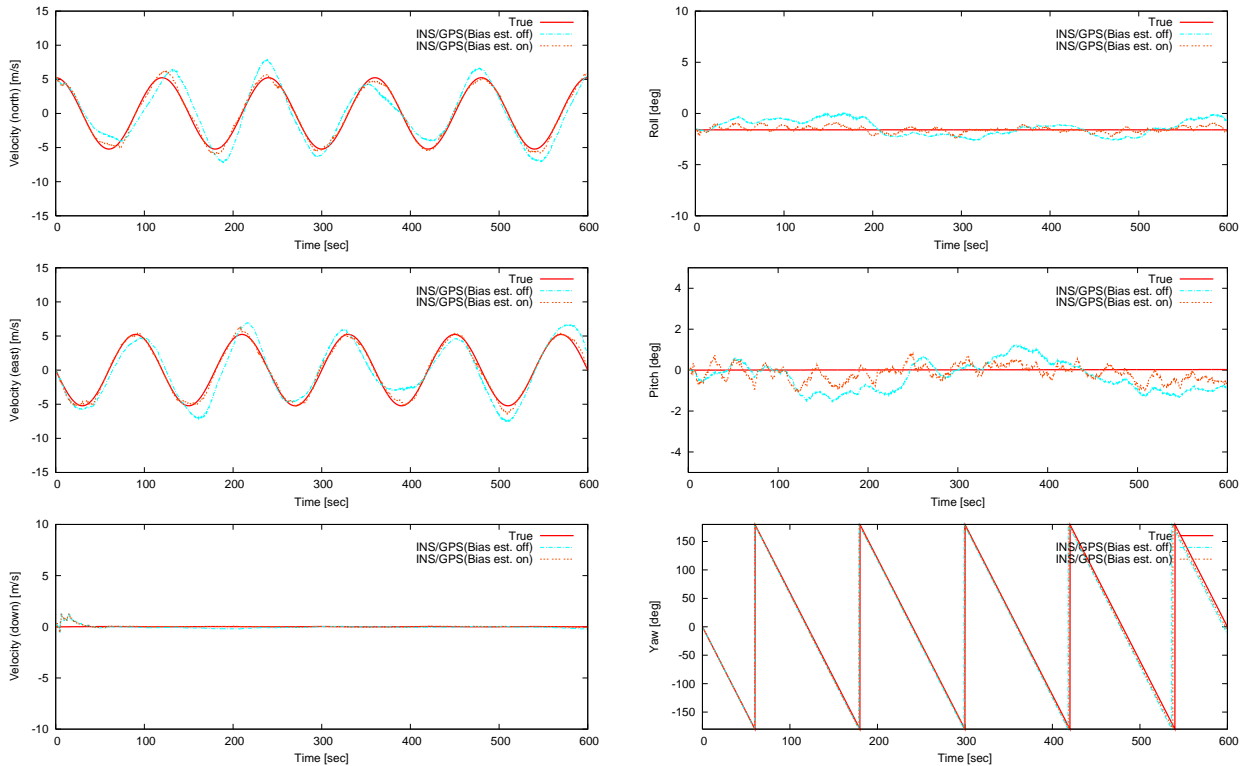 Velocity (north) [m/s]
15
10
5
0
-5
-10
-15
True
INS/GPS(Bias est. off)
INS/GPS(Bias est. on)
0 100 200 300 400 500 600
Time [sec]
Roll [deg]
10
5
0
-5
-10
True
INS/GPS(Bias est. off)
INS/GPS(Bias est. on)
0 100 200 300 400 500 600
Time [sec]
Velocity (east) [m/s]
15
10
5
0
-5
-10
-15
True
INS/GPS(Bias est. off)
INS/GPS(Bias est. on)
0 100 200 300 400 500 600
Time [sec]
Pitch [deg]
4
2
0
-2
-4
True
INS/GPS(Bias est. off)
INS/GPS(Bias est. on)
0 100 200 300 400 500 600
Time [sec]
Velocity (down) [m/s]
10
5
0
-5
-10
True
INS/GPS(Bias est. off)
INS/GPS(Bias est. on)
0 100 200 300 400 500 600
Time [sec]
Yaw [deg]
150
100
50
0
-50
-100
-150
True
INS/GPS(Bias est. off)
INS/GPS(Bias est. on)
0 100 200 300 400 500 600
Time [sec]